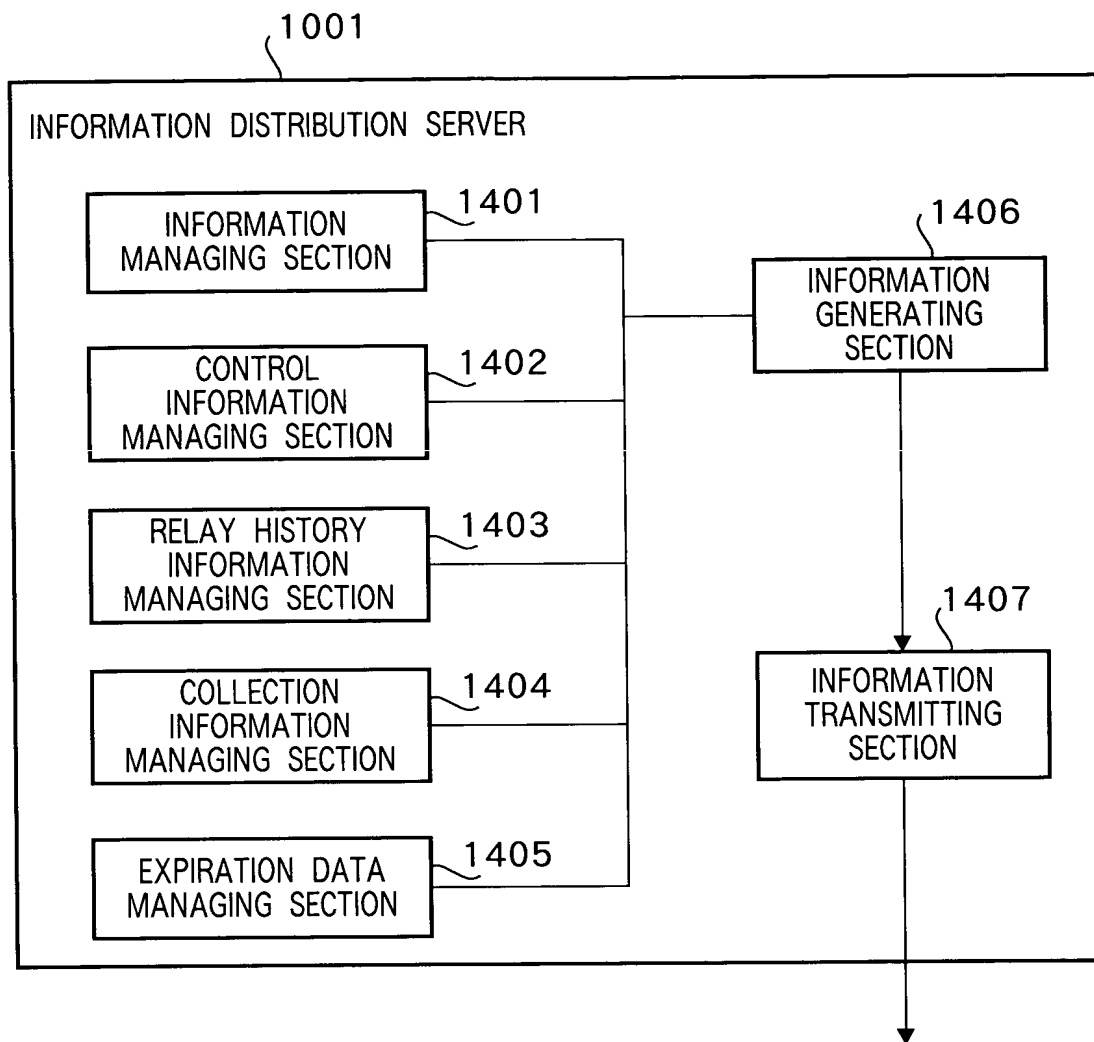 1001
INFORMATION DISTRIBUTION SERVER
1401
INFORMATION
MANAGING SECTION
1402
CONTROL
INFORMATION
MANAGING SECTION
1403
RELAY HISTORY
INFORMATION
MANAGING SECTION
1404
COLLECTION
INFORMATION
MANAGING SECTION
1405
EXPIRATION DATA
MANAGING SECTION
1406
INFORMATION
GENERATING
SECTION
1407
INFORMATION
TRANSMITTING
SECTION